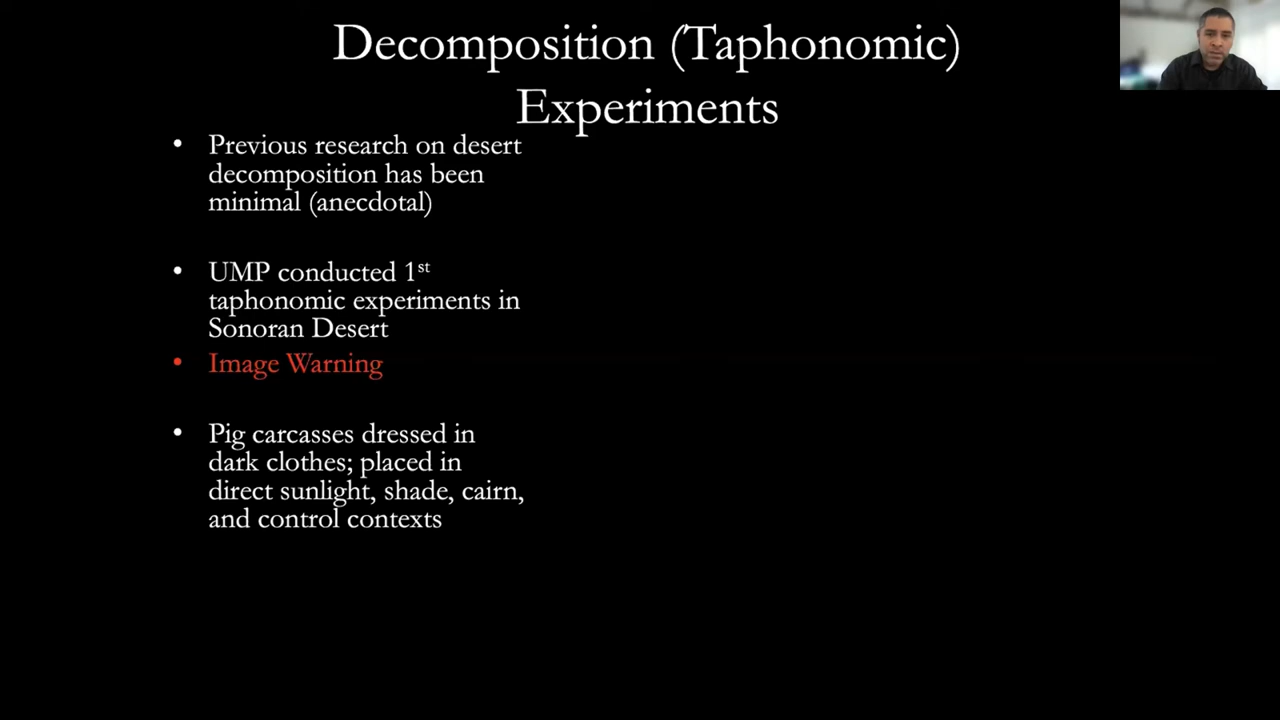 Decomposition (Taphonomic)
Experiments
• Previous research on desert
decomposition has been
minimal (anecdotal)
• UMP conducted 1st
taphonomic experiments in
Sonoran Desert
• Image Warning
• Pig carcasses dressed in
dark clothes; placed in
direct sunlight, shade, cairn,
and control contexts